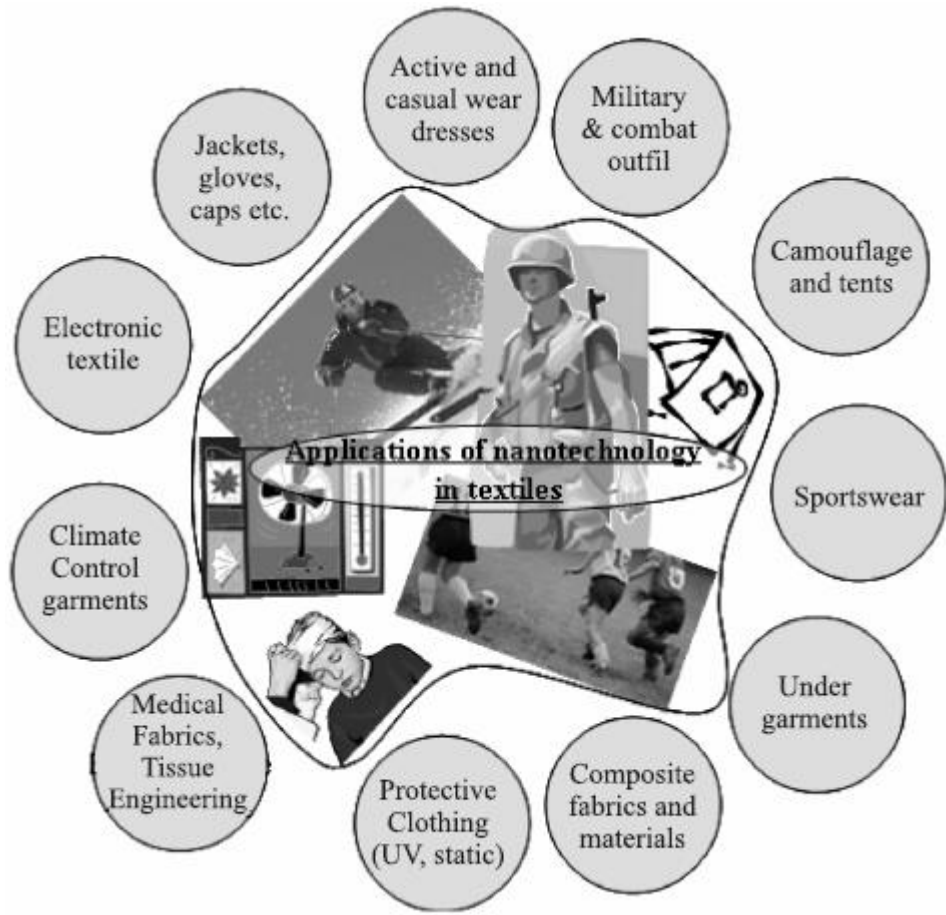 Active and
casual wear
dresses
Military
& combat
outfil
Jackets,
gloves,
caps etc.
Camouflage
and tents
Electronic
textile
Applications of nanotechnology
in textiles
Sportswear
Climate
Control
garments
Under
garments
Medical
Fabrics,
Tissue
Engineering
Protective
Clothing
(UV, static)
Composite
fabrics and
materials